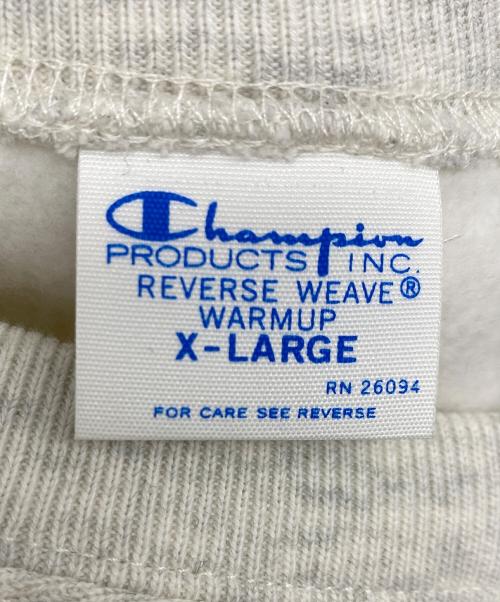 Champion
PRODUCTS INC.
REVERSE WEAVE®
WARMUP
X-LARGE
RN 26094
FOR CARE SEE REVERSE